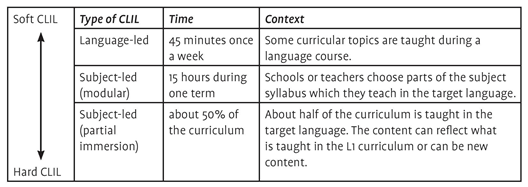 Soft CLIL
Hard CLIL
Type of CLIL Time Context
Language-led 45 minutes once a week Some curricular topics are taught during a language course.
Subject-led (modular) 15 hours during one term Schools or teachers choose parts of the subject syllabus which they teach in the target language.
Subject-led (partial immersion) about 50% of the curriculum About half of the curriculum is taught in the target language. The content can reflect what is taught in the L1 curriculum or can be new content.